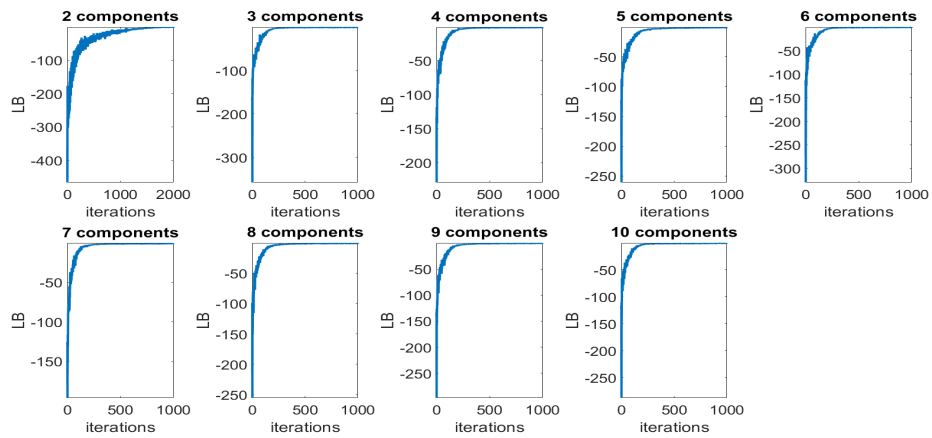 2 components
3 components
4 components
5 components
6 components
-100
-200
-300
-400
LB
0
1000
2000
iterations
-100
-200
-300
LB
0
500
1000
iterations
-50
-100
-150
-200
LB
0
500
1000
iterations
-50
-100
-150
-200
-250
LB
0
500
1000
iterations
-50
-100
-150
-200
-250
-300
LB
0
500
1000
iterations
7 components
8 components
9 components
10 components
-50
-100
-150
LB
0
500
1000
iterations
-50
-100
-150
-200
-250
LB
0
500
1000
iterations
-50
-100
-150
-200
-250
LB
0
500
1000
iterations
-50
-100
-150
-200
-250
LB
0
500
1000
iterations